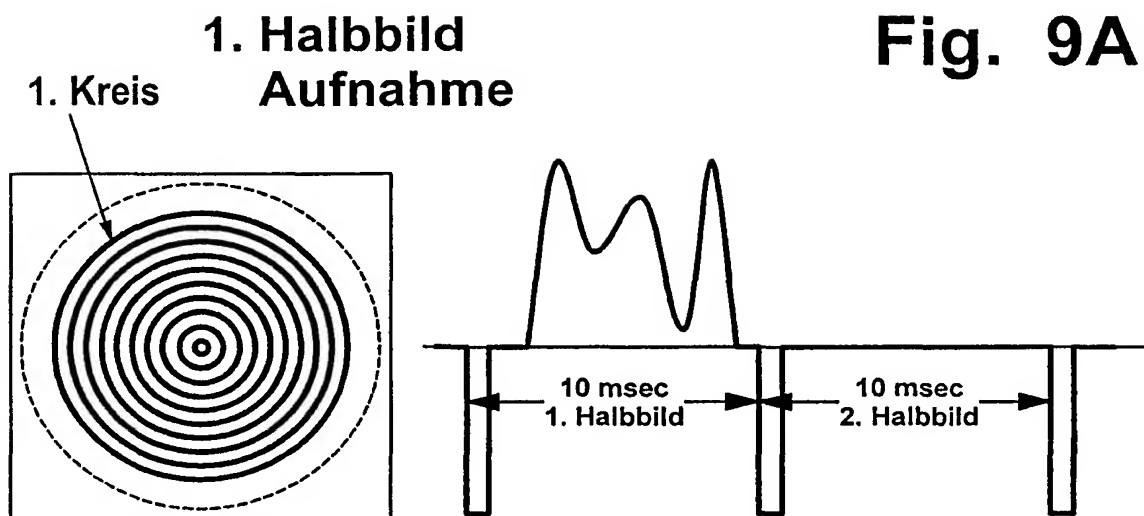 1. Halbbild
Aufnahme
Fig. 9A
1. Kreis
10 msec
1. Halbbild
10 msec
2. Halbbild